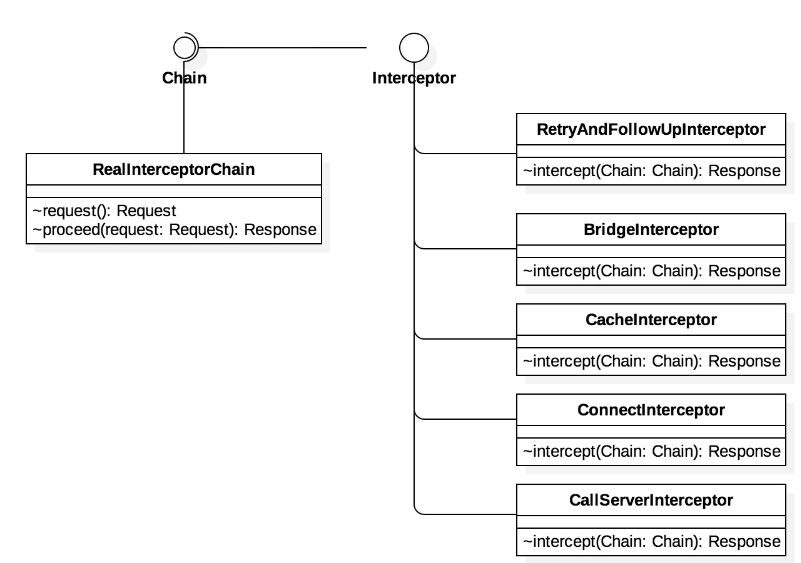 Chain
Interceptor
RealInterceptorChain
~request(): Request
~proceed(request: Request): Response
RetryAndFollowUpInterceptor
~intercept(Chain: Chain): Response
BridgeInterceptor
~intercept(Chain: Chain): Response
CacheInterceptor
~intercept(Chain: Chain): Response
ConnectInterceptor
~intercept(Chain: Chain): Response
CallServerInterceptor
~intercept(Chain: Chain): Response